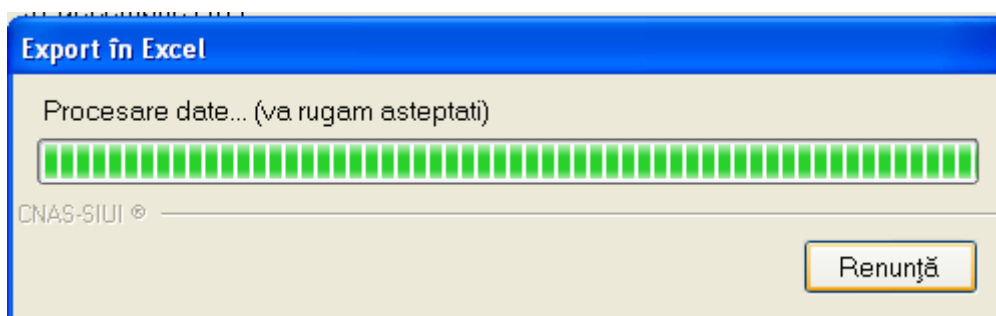 Export în Excel
Procesare date... (va rugam asteptati)
CNAS-SIUI ®
Renunţă